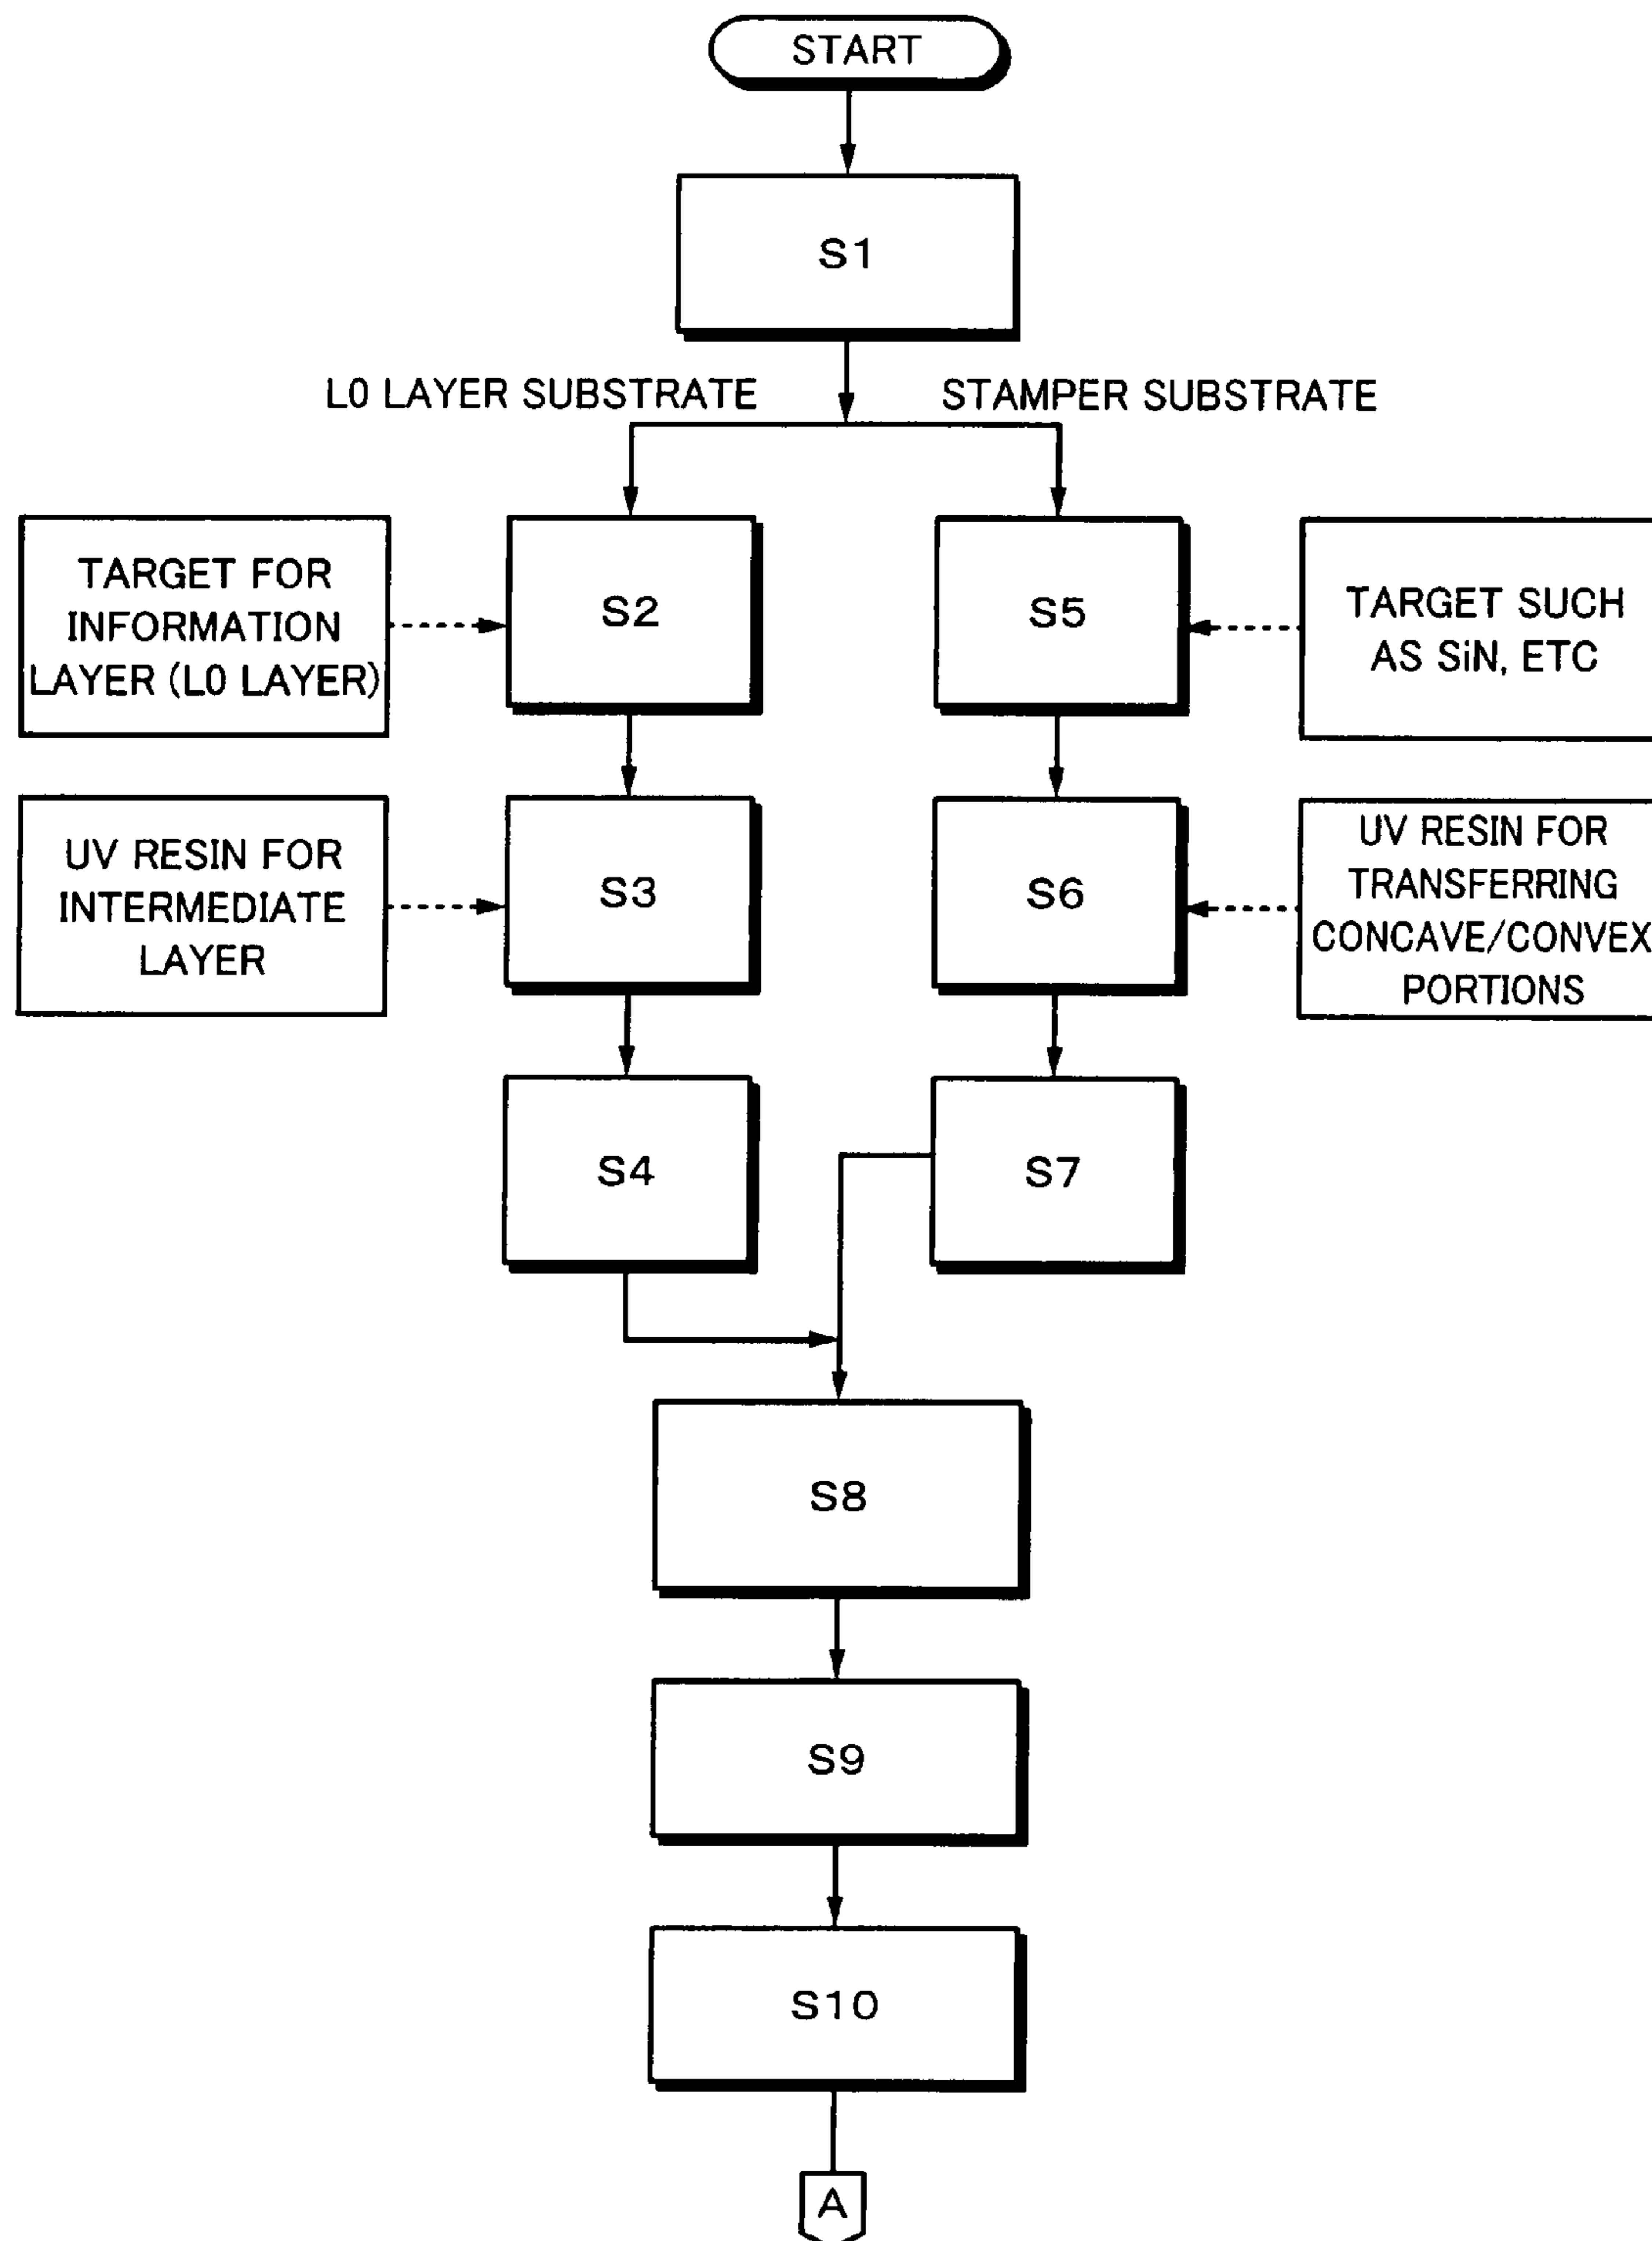 START
S1
L0 LAYER SUBSTRATE
STAMPER SUBSTRATE
TARGET FOR
INFORMATION
LAYER (L0 LAYER)
S2
S5
TARGET SUCH
AS SiN, ETC
UV RESIN FOR
INTERMEDIATE
LAYER
S3
S6
UV RESIN FOR
TRANSFERRING
CONCAVE/CONVEX
PORTIONS
S4
S7
S8
S9
S10
A